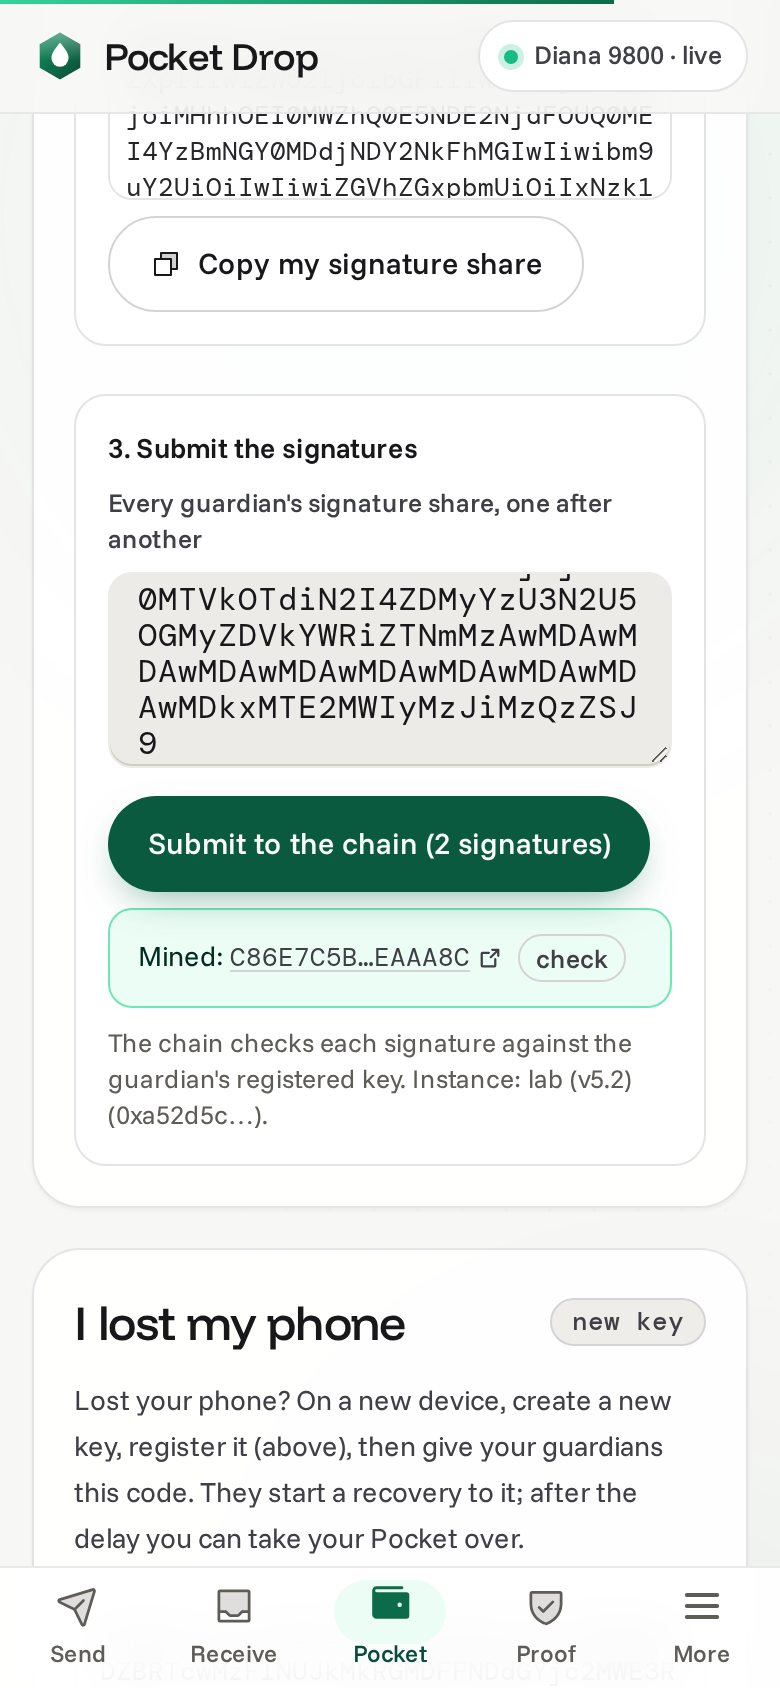 Pocket Drop
Diana 9800 · live
joiMHhhOEI0MWZhQ0E5NDE2NjdFOUQ0ME
I4YzBmNGY0MDdjNDY2NkFhMGIwIiwibm9
uY2UiOiIwIiwiZGVhZGxpbmUiOiIxNzk1
Copy my signature share
3. Submit the signatures
Every guardian's signature share, one after
another
0MTVkOTdiN2I4ZDMyYzU3N2U5
OGMyZDVkYWRiZTNmMzAwMDAwM
DAwMDAwMDAwMDAwMDAwMDAwMD
AwMDkxMTE2MWIyMzJiMzQzZSJ
9
Submit to the chain (2 signatures)
Mined: C86E7C5B…EAAA8C
check
The chain checks each signature against the
guardian's registered key. Instance: lab (v5.2)
(0xa52d5c…).
I lost my phone
new key
Lost your phone? On a new device, create a new
key, register it (above), then give your guardians
this code. They start a recovery to it; after the
delay you can take your Pocket over.
Send
Receive
Pocket
Proof
More